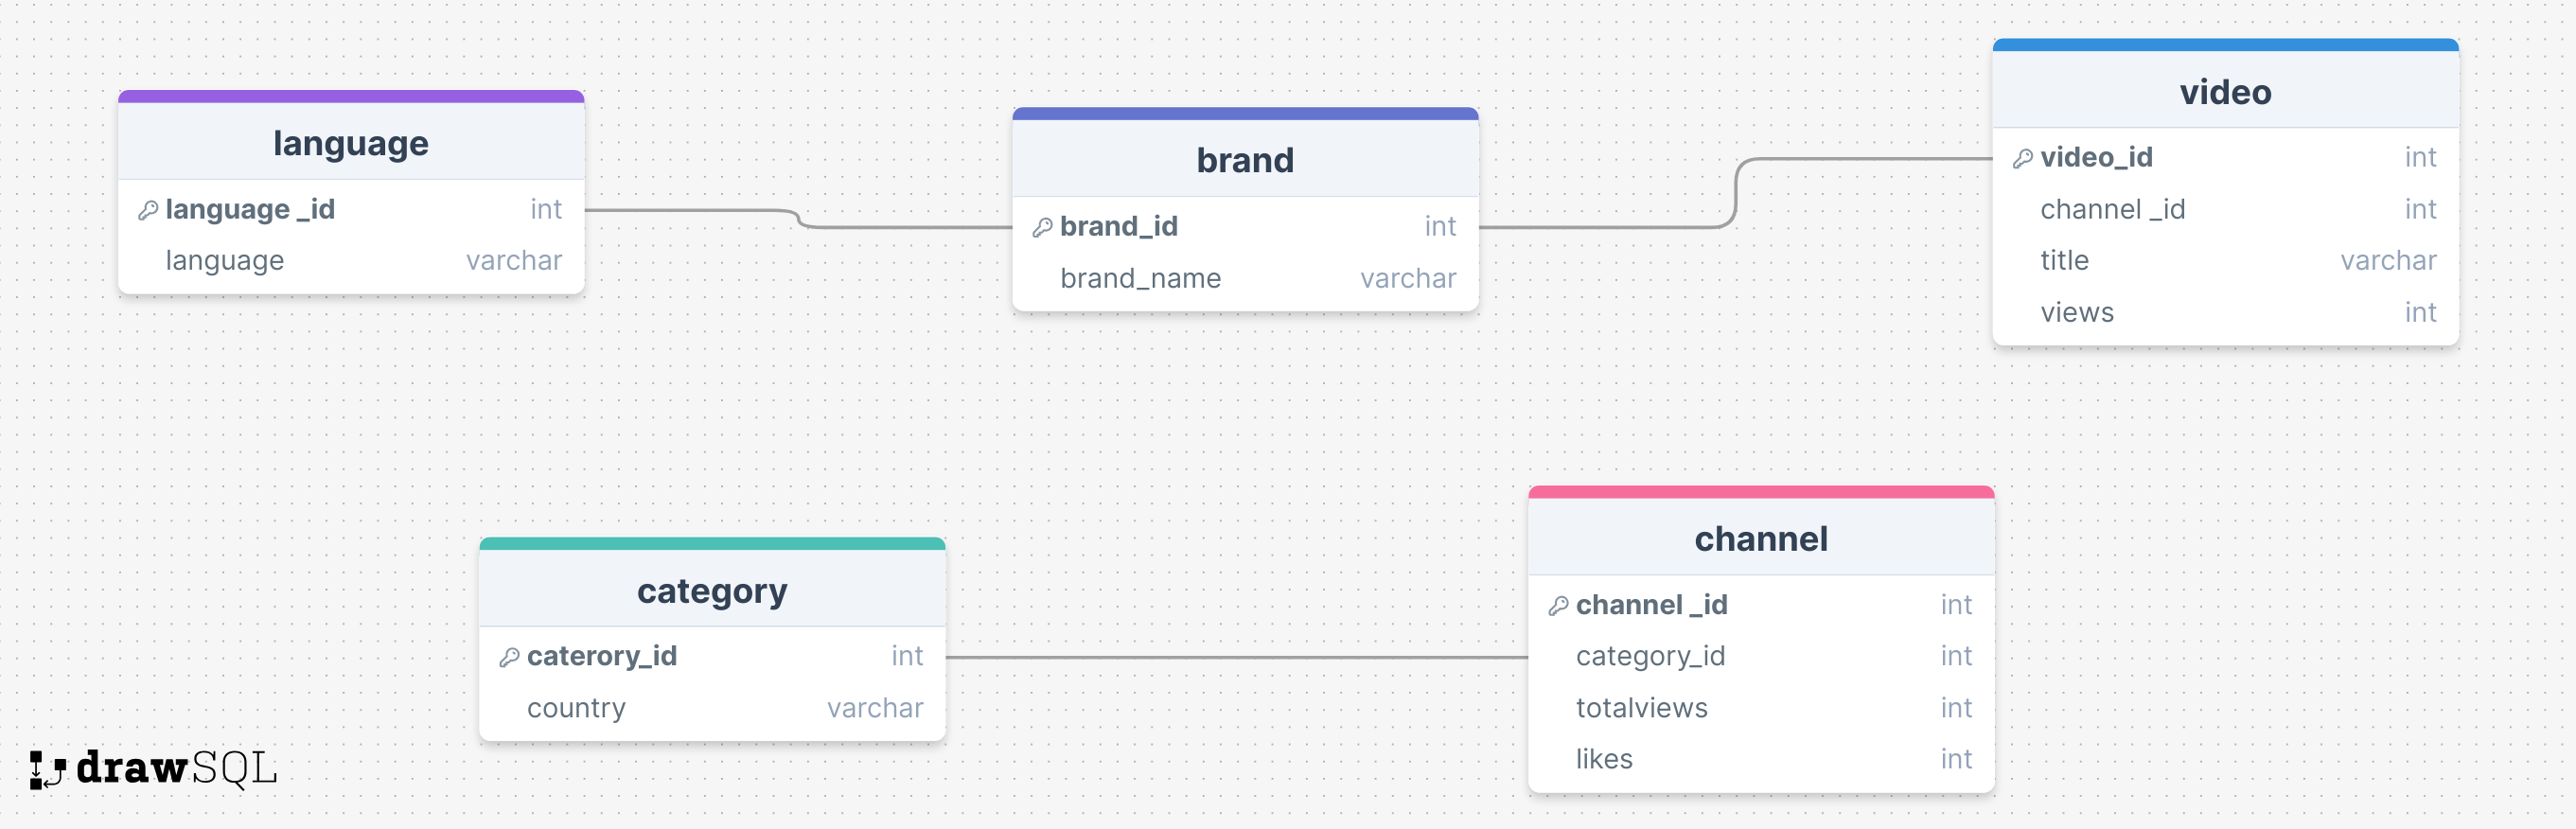 language
language _id int
language varchar
brand
brand_id int
brand_name varchar
video
video_id int
channel _id int
title varchar
views int
category
caterory_id int
country varchar
channel
channel _id int
category_id int
totalviews int
likes int
drawSQL